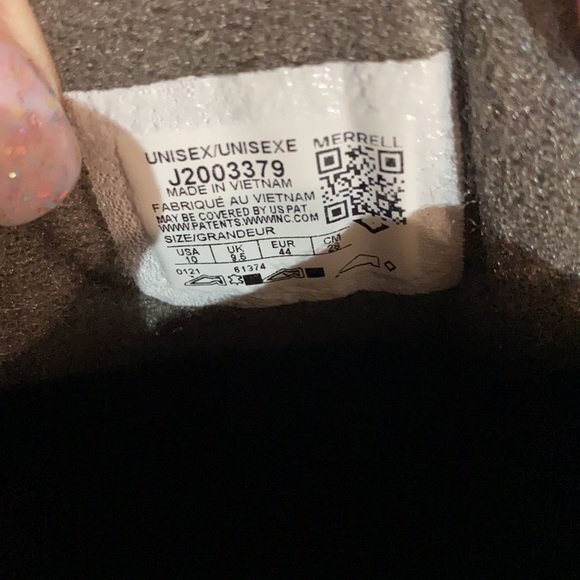 UNISEX/UNISEXE MERRELL
J2003379
MADE IN VIETNAM
FABRIQUÉ AU VIETNAM
MAY BE COVERED BY US PAT
WWW.PATENTS.WWWINC.COM
SIZE/GRANDEUR
USA UK EUR CM
10 9.5 44 28
0121 61374